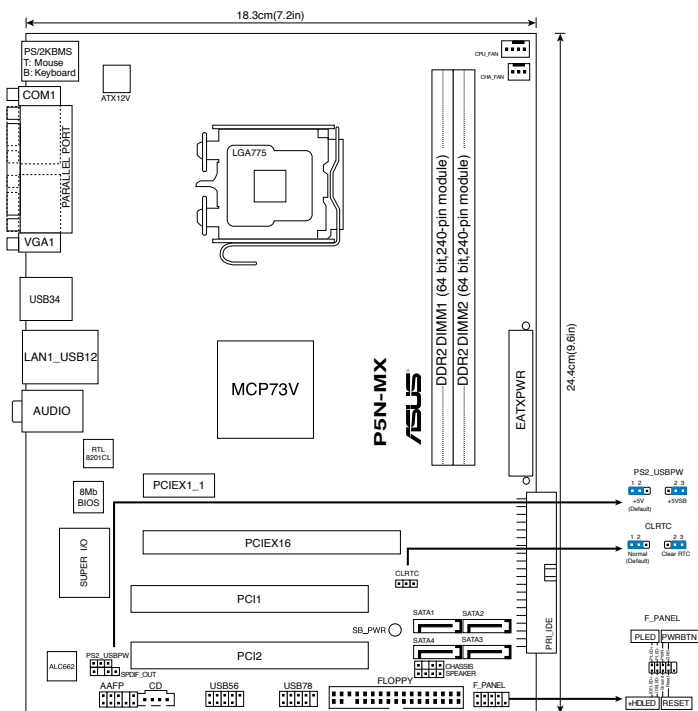 18.3cm(7.2in)
PS/2KBMS
T: Mouse
B: Keyboard
ATX12V
CPU_FAN
CHA_FAN
COM1
PARALLEL PORT
VGA1
LGA775
DDR2 DIMM1 (64 bit,240-pin module)
DDR2 DIMM2 (64 bit,240-pin module)
24.4cm(9.6in)
USB34
LAN1_USB12
AUDIO
MCP73V
P5N-MX
ASUS
EATXPWR
RTL
8201CL
8Mb
BIOS
SUPER I/O
PCIEX1_1
PCIEX16
PCI1
PCI2
CLRTC
SB_PWR
SATA1
SATA2
SATA4
SATA3
PRI_IDE
PS2_USBPW
SPDIF_OUT
ALC662
AAFP
CD
USB56
USB78
FLOPPY
CHASSIS
SPEAKER
F_PANEL
PS2_USBPW
1 2
2 3
+5V
(Default)
+5VSB
CLRTC
1 2
2 3
Normal
(Default)
Clear RTC
F_PANEL
PLED
PWRBTN
+HDLED
RESET